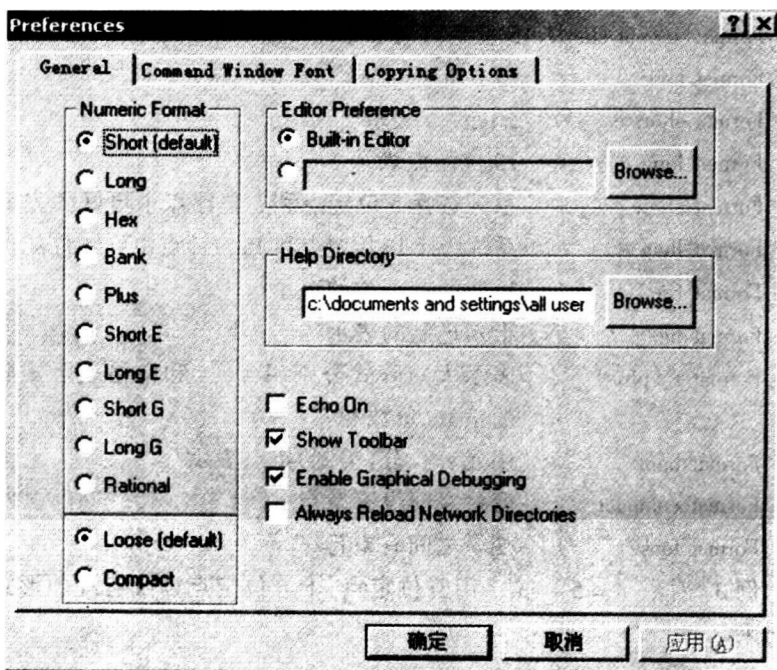 Preferences
General
Command Window Font
Copying Options
Numeric Format
Short (default)
Long
Hex
Bank
Plus
Short E
Long E
Short G
Long G
Rational
Loose (default)
Compact
Editor Preference
Built-in Editor
Browse...
Help Directory
c:\documents and settings\all user
Browse...
Echo On
Show Toolbar
Enable Graphical Debugging
Always Reload Network Directories
确定
取消
应用(A)